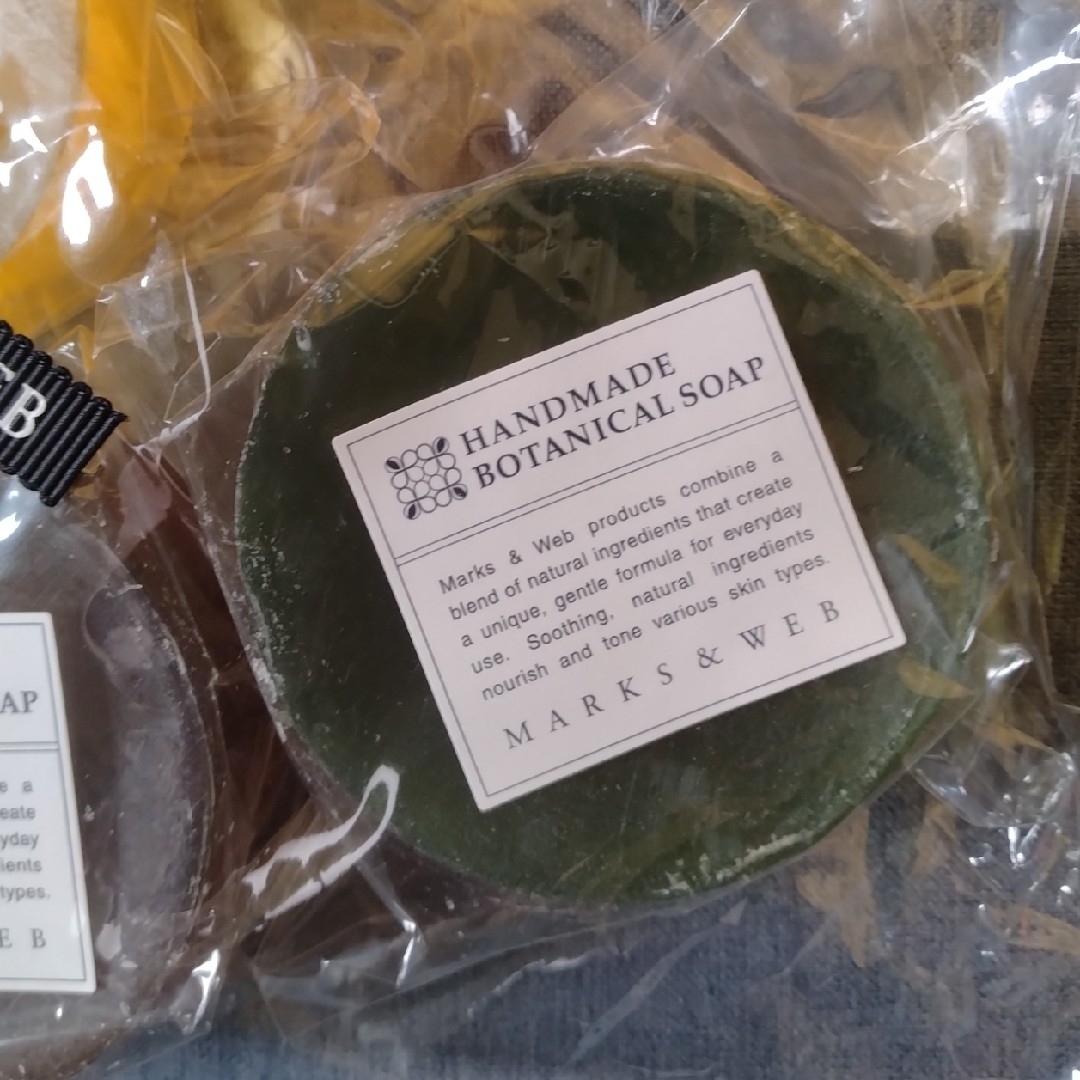 HANDMADE
BOTANICAL SOAP
Marks & Web products combine a
blend of natural ingredients that create
a unique, gentle formula for everyday
use. Soothing, natural ingredients
nourish and tone various skin types.
MARKS & WEB
EB
AP
e a
eate
yday
ients
types.
E B